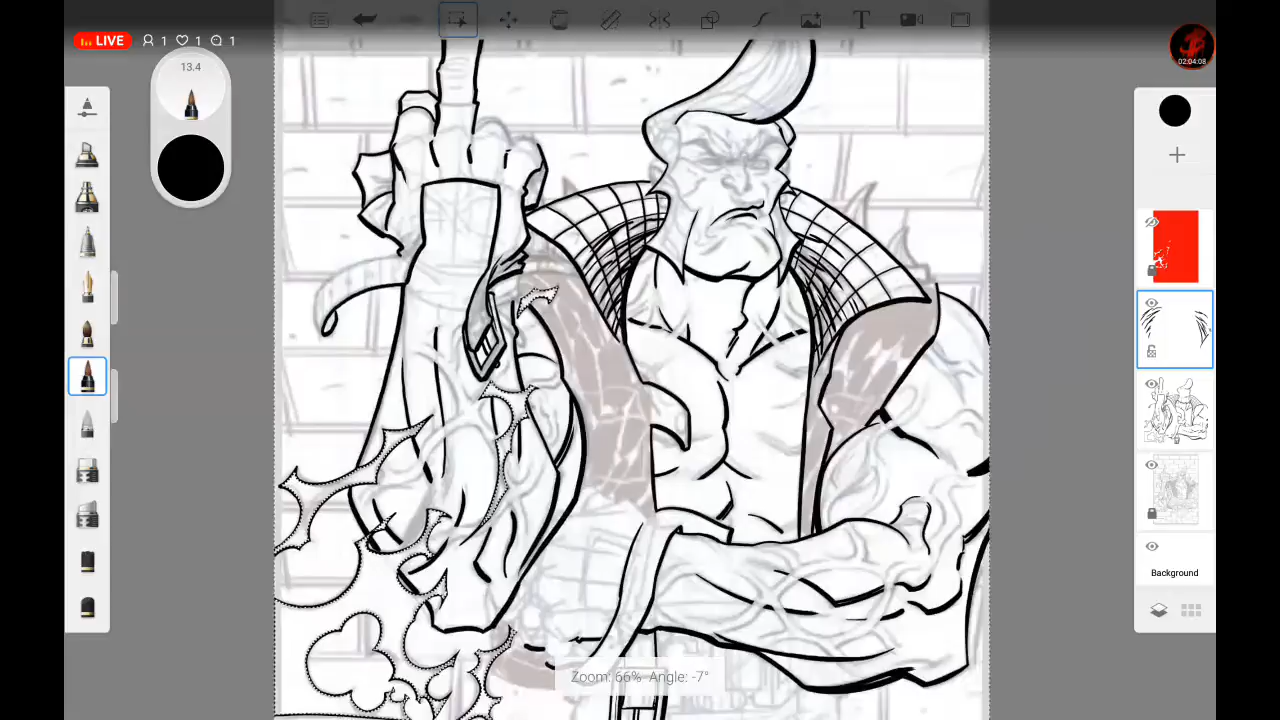 LIVE 1 1 1
02:04:08
13.4
T
Background
Zoom: 66% Angle: -7°